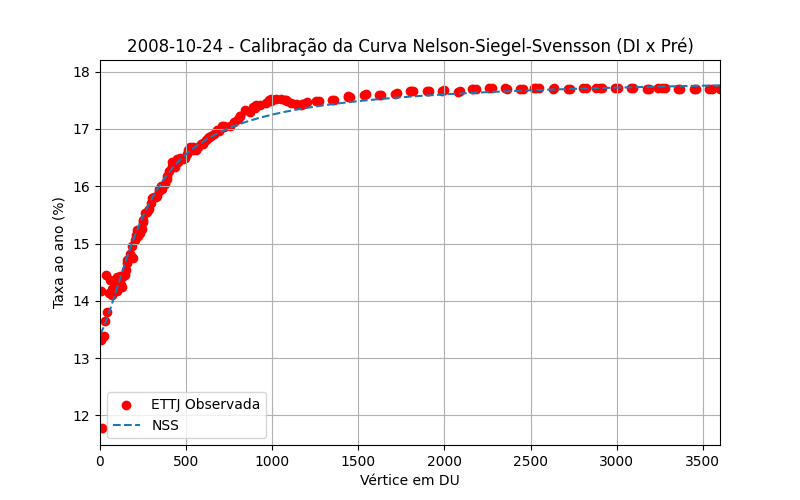 2008-10-24 - Calibração da Curva Nelson-Siegel-Svensson (DI x Pré)
Taxa ao ano (%)
18
17
16
15
14
13
12
ETTJ Observada
NSS
0 500 1000 1500 2000 2500 3000 3500
Vértice em DU